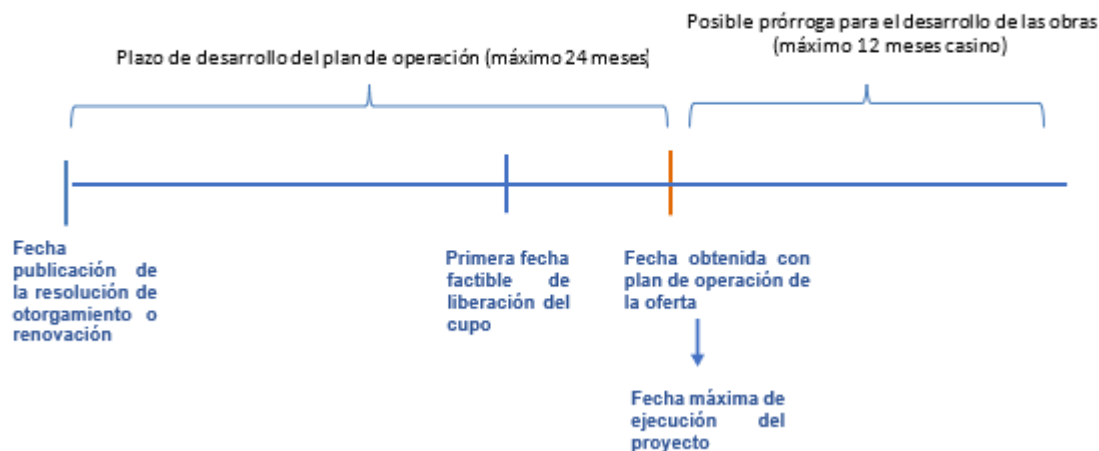 Posible prórroga para el desarrollo de las obras
(máximo 12 meses casino)
Plazo de desarrollo del plan de operación (máximo 24 meses)
Fecha
publicación de
la resolución de
otorgamiento o
renovación
Primera fecha
factible de
liberación del
cupo
Fecha obtenida con
plan de operación de
la oferta
Fecha máxima de
ejecución del
proyecto